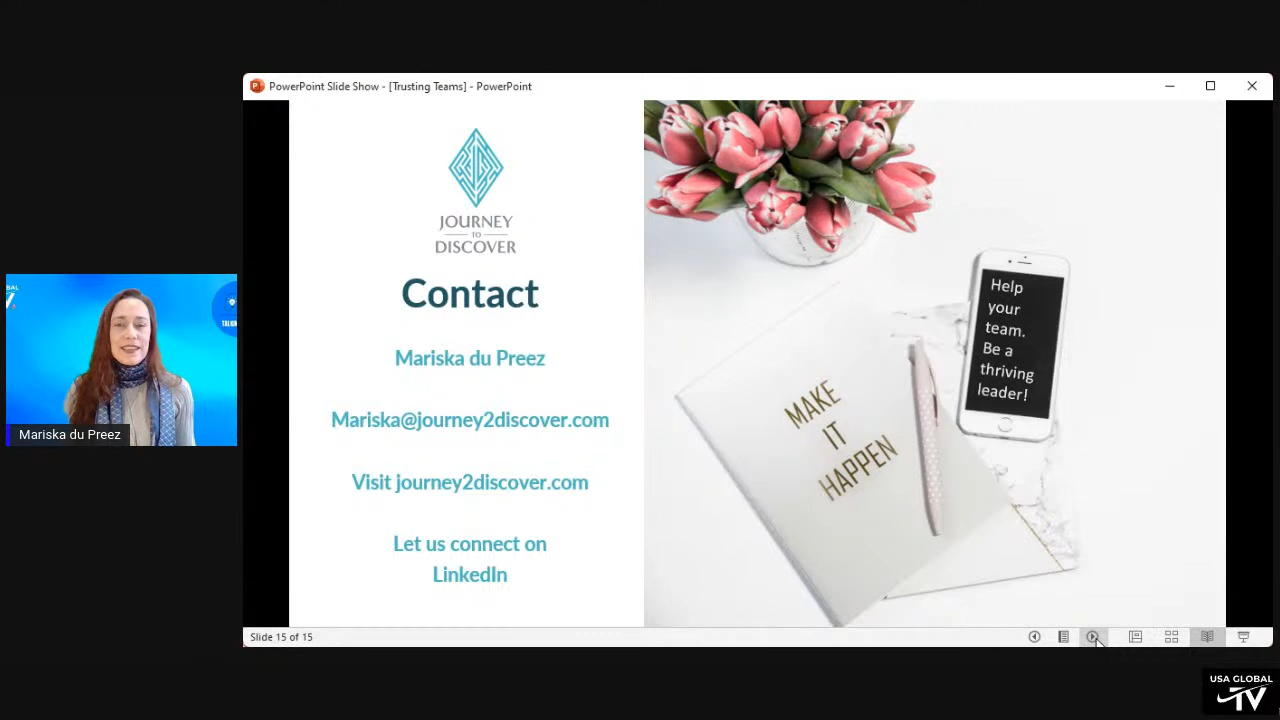 PowerPoint Slide Show - [Trusting Teams] - PowerPoint
JOURNEY
TO
DISCOVER
Contact
Mariska du Preez
Mariska@journey2discover.com
Visit journey2discover.com
Let us connect on
LinkedIn
MAKE
IT
HAPPEN
Help
your
team.
Be a
thriving
leader!
Mariska du Preez
Slide 15 of 15
USA GLOBAL
TV